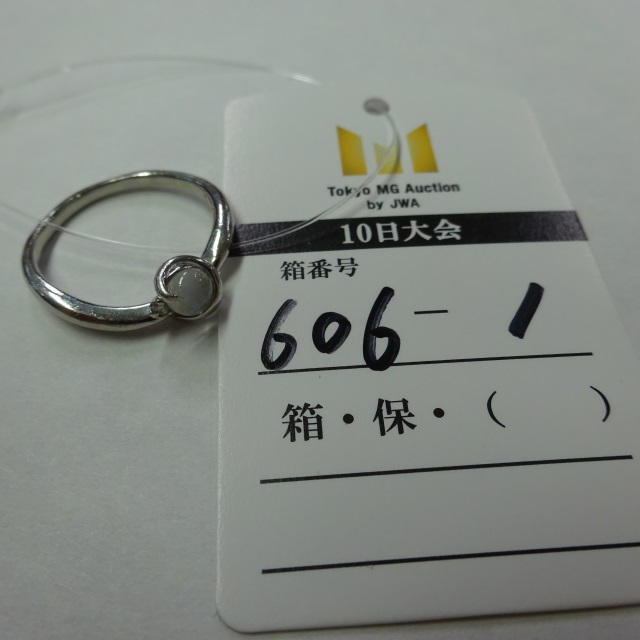 Tokyo MG Auction
by JWA
10日大会
箱番号
606-1
箱・保・(　　)